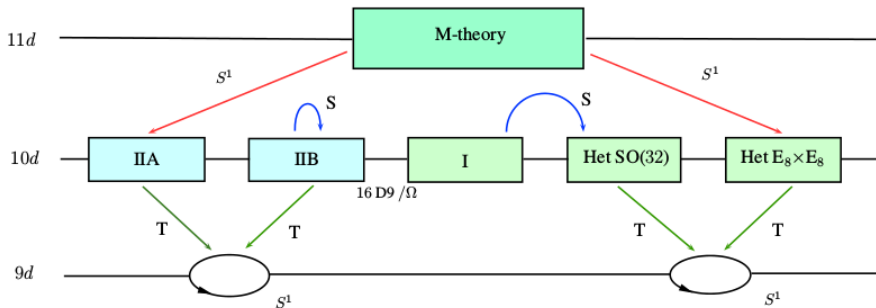 11d
M-theory
S¹
S¹
S
S
10d
IIA
IIB
I
Het SO(32)
Het E₈×E₈
16 D9 /Ω
T
T
T
T
9d
S¹
S¹